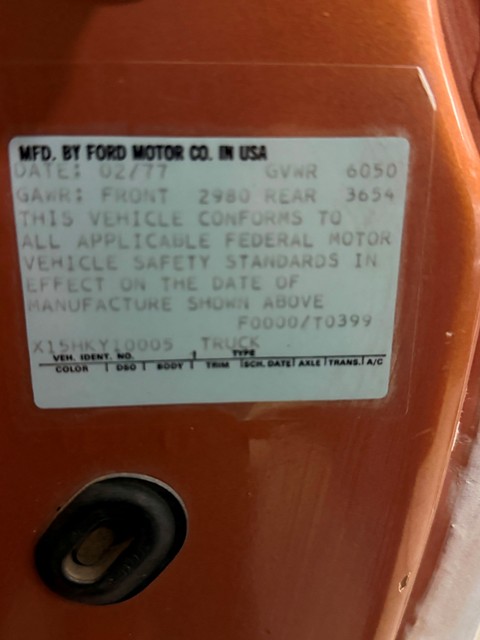 MFD. BY FORD MOTOR CO. IN USA
DATE: 02/77 GVWR 6050
GAWR: FRONT 2980 REAR 3654
THIS VEHICLE CONFORMS TO
ALL APPLICABLE FEDERAL MOTOR
VEHICLE SAFETY STANDARDS IN
EFFECT ON THE DATE OF
MANUFACTURE SHOWN ABOVE
F0000/T0399
X15HKY10005 TRUCK
VEH. IDENT. NO. TYPE
COLOR DSO BODY TRIM SCH. DATE AXLE TRANS. A/C